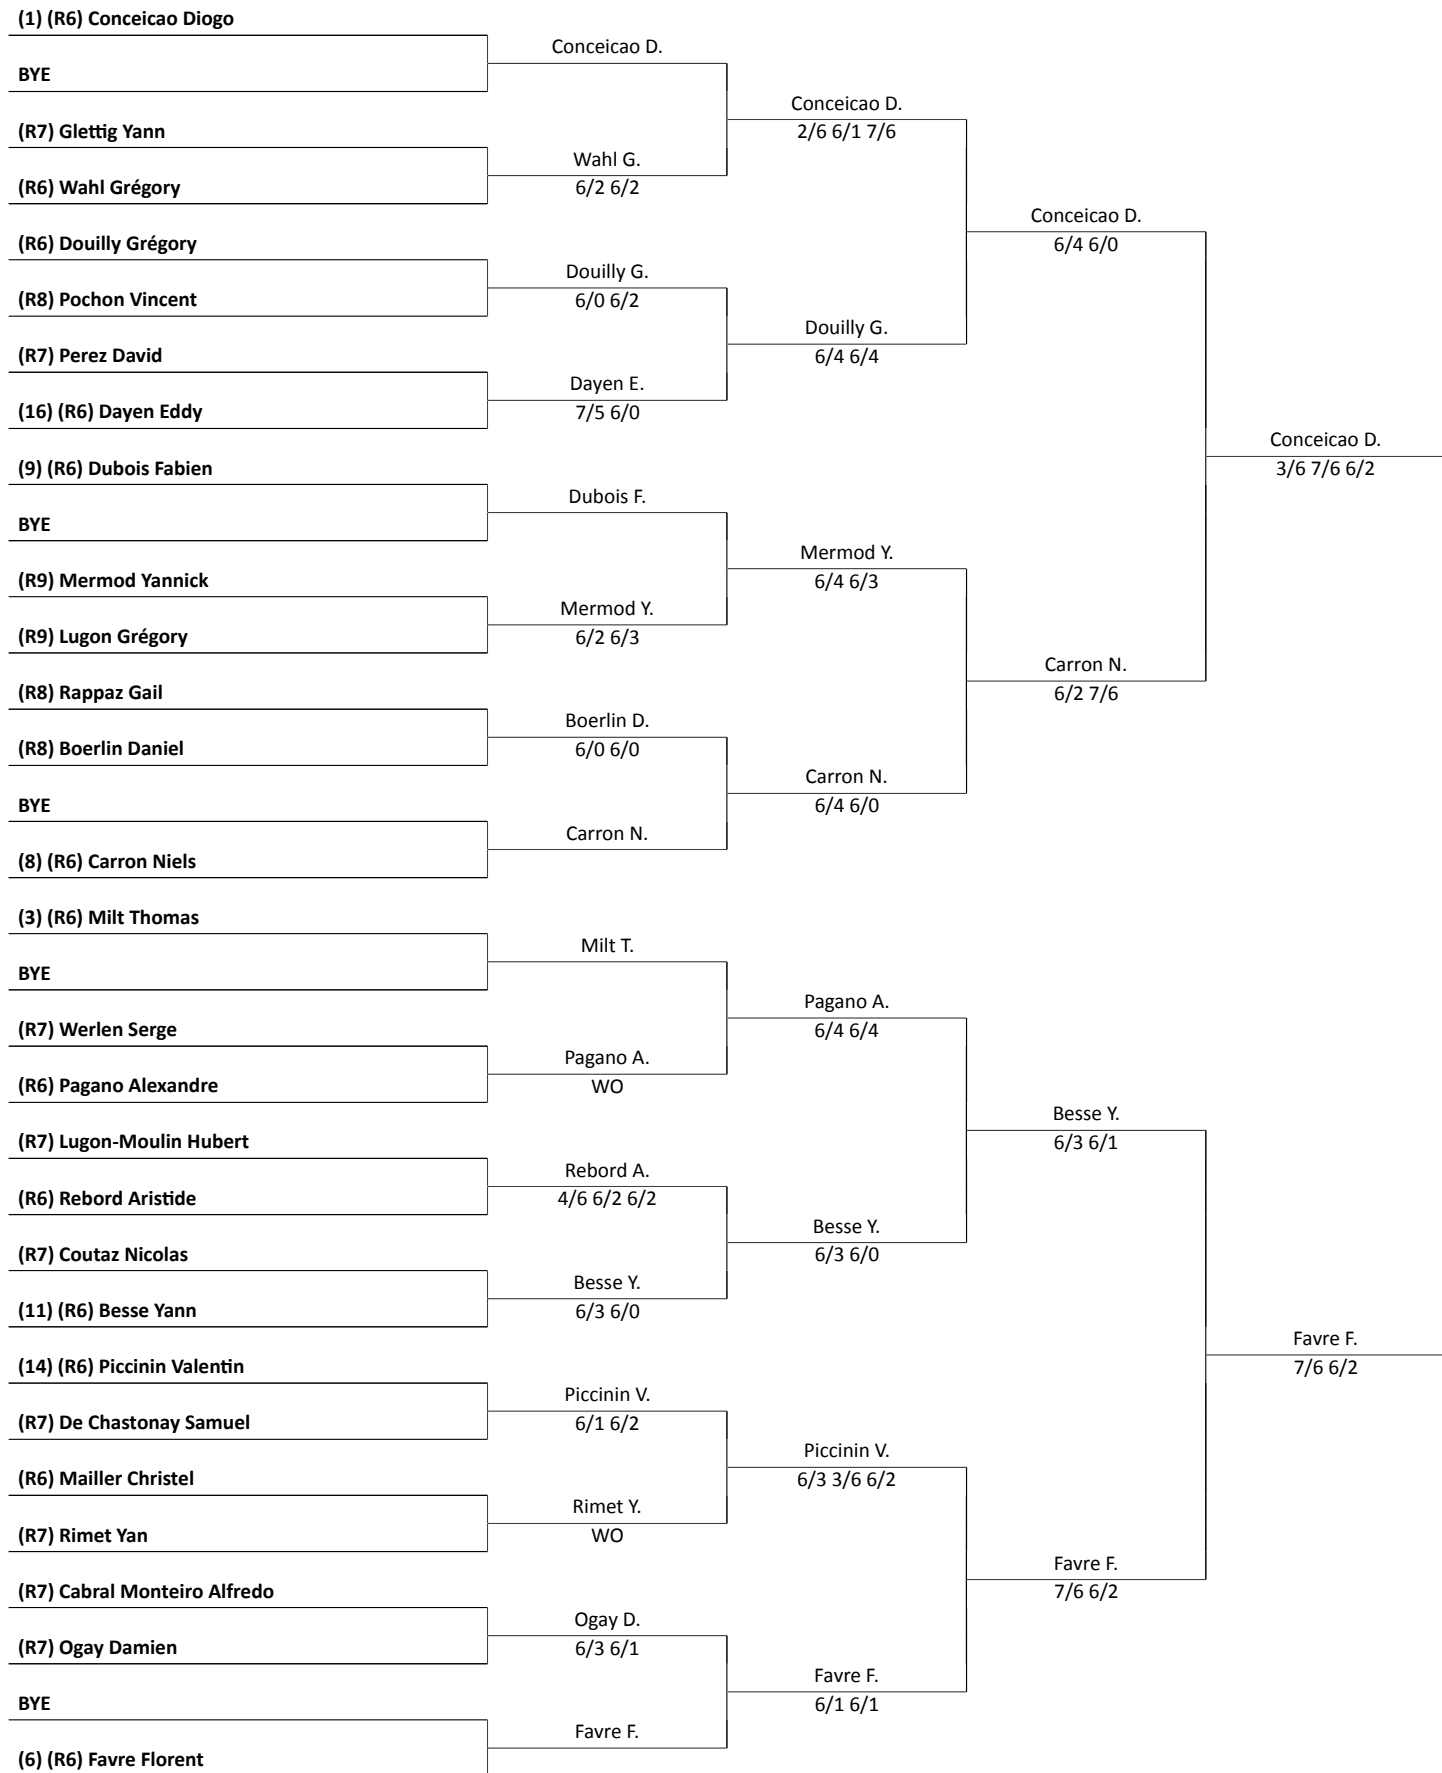 (1) (R6) Conceicao Diogo
Conceicao D.
BYE
Conceicao D.
2/6 6/1 7/6
(R7) Glettig Yann
Wahl G.
6/2 6/2
(R6) Wahl Grégory
Conceicao D.
6/4 6/0
(R6) Douilly Grégory
Douilly G.
6/0 6/2
(R8) Pochon Vincent
Douilly G.
6/4 6/4
(R7) Perez David
Dayen E.
7/5 6/0
(16) (R6) Dayen Eddy
Conceicao D.
3/6 7/6 6/2
(9) (R6) Dubois Fabien
Dubois F.
BYE
Mermod Y.
6/4 6/3
(R9) Mermod Yannick
Mermod Y.
6/2 6/3
(R9) Lugon Grégory
Carron N.
6/2 7/6
(R8) Rappaz Gail
Boerlin D.
6/0 6/0
(R8) Boerlin Daniel
Carron N.
6/4 6/0
BYE
Carron N.
(8) (R6) Carron Niels
(3) (R6) Milt Thomas
Milt T.
BYE
Pagano A.
6/4 6/4
(R7) Werlen Serge
Pagano A.
WO
(R6) Pagano Alexandre
Besse Y.
6/3 6/1
(R7) Lugon-Moulin Hubert
Rebord A.
4/6 6/2 6/2
(R6) Rebord Aristide
Besse Y.
6/3 6/0
(R7) Coutaz Nicolas
Besse Y.
6/3 6/0
(11) (R6) Besse Yann
Favre F.
7/6 6/2
(14) (R6) Piccinin Valentin
Piccinin V.
6/1 6/2
(R7) De Chastonay Samuel
Piccinin V.
6/3 3/6 6/2
(R6) Mailler Christel
Rimet Y.
WO
(R7) Rimet Yan
Favre F.
7/6 6/2
(R7) Cabral Monteiro Alfredo
Ogay D.
6/3 6/1
(R7) Ogay Damien
Favre F.
6/1 6/1
BYE
Favre F.
(6) (R6) Favre Florent